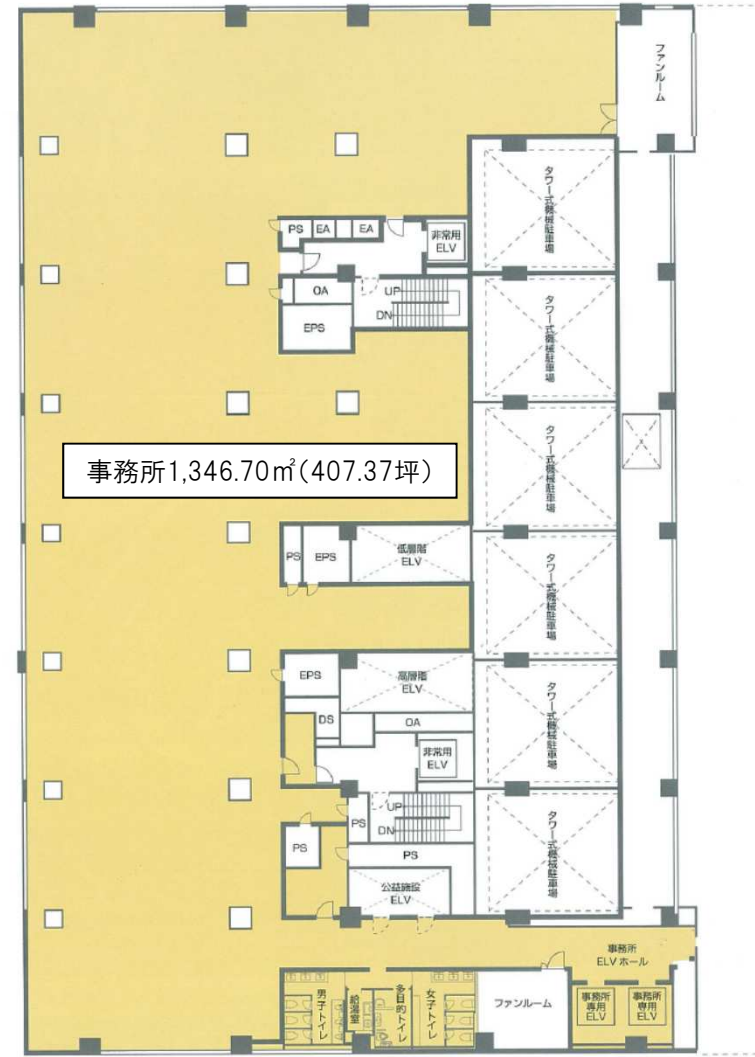 ファンルーム
タワー式機械駐車場
PS
EA
EA
非常用
ELV
OA
UP
DN
EPS
タワー式機械駐車場
タワー式機械駐車場
事務所1,346.70㎡(407.37坪)
PS
EPS
低層階
ELV
タワー式機械駐車場
EPS
高層階
ELV
DS
OA
非常用
ELV
タワー式機械駐車場
UP
DN
PS
PS
PS
公益施設
ELV
タワー式機械駐車場
事務所
ELVホール
男子トイレ
給湯室
多目的トイレ
女子トイレ
ファンルーム
事務所
専用
ELV
事務所
専用
ELV